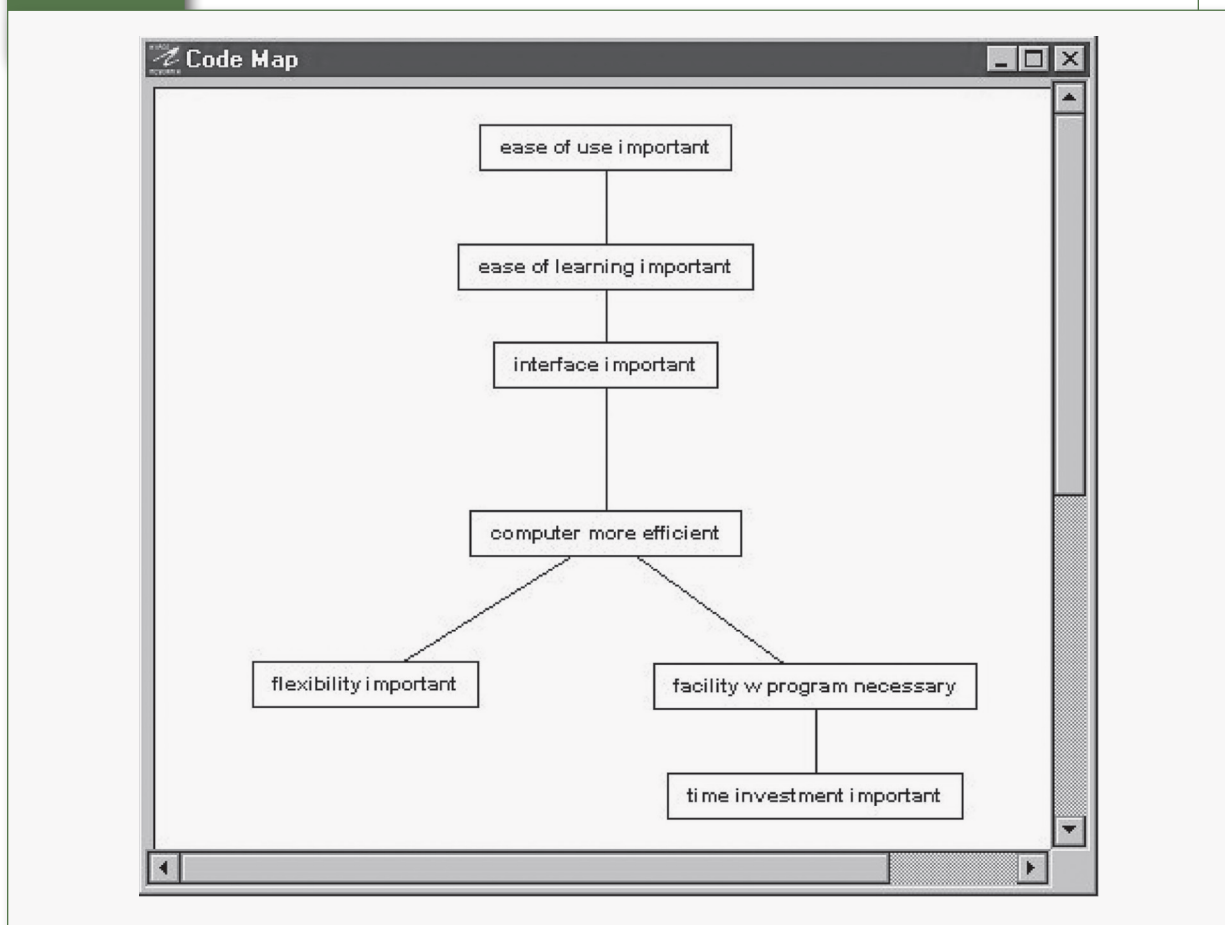 Code Map
ease of use important
ease of learning important
interface important
computer more efficient
flexibility important
facility w program necessary
time investment important